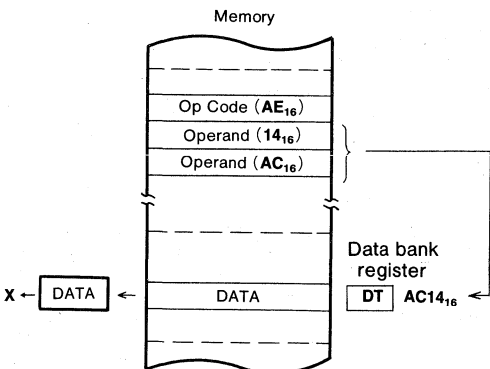 Memory
Op Code (AE₁₆)
Operand (14₁₆)
Operand (AC₁₆)
Data bank
register
X ← DATA ← DATA DT AC14₁₆